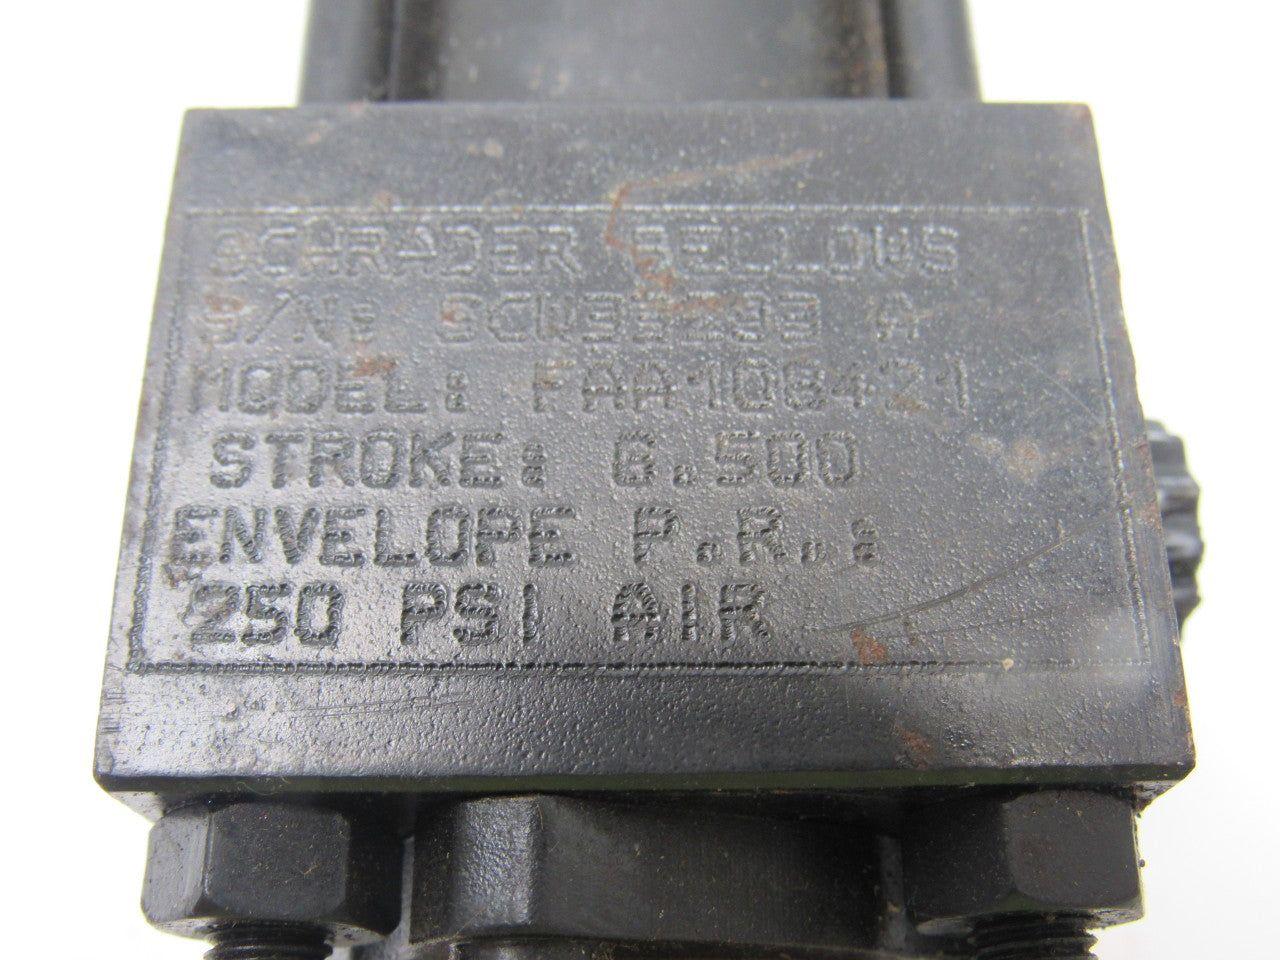 SCHRADER BELLOWS
S/N: A
MODEL: FAA108421
STROKE: 6.500
ENVELOPE P.R.:
250 PSI AIR